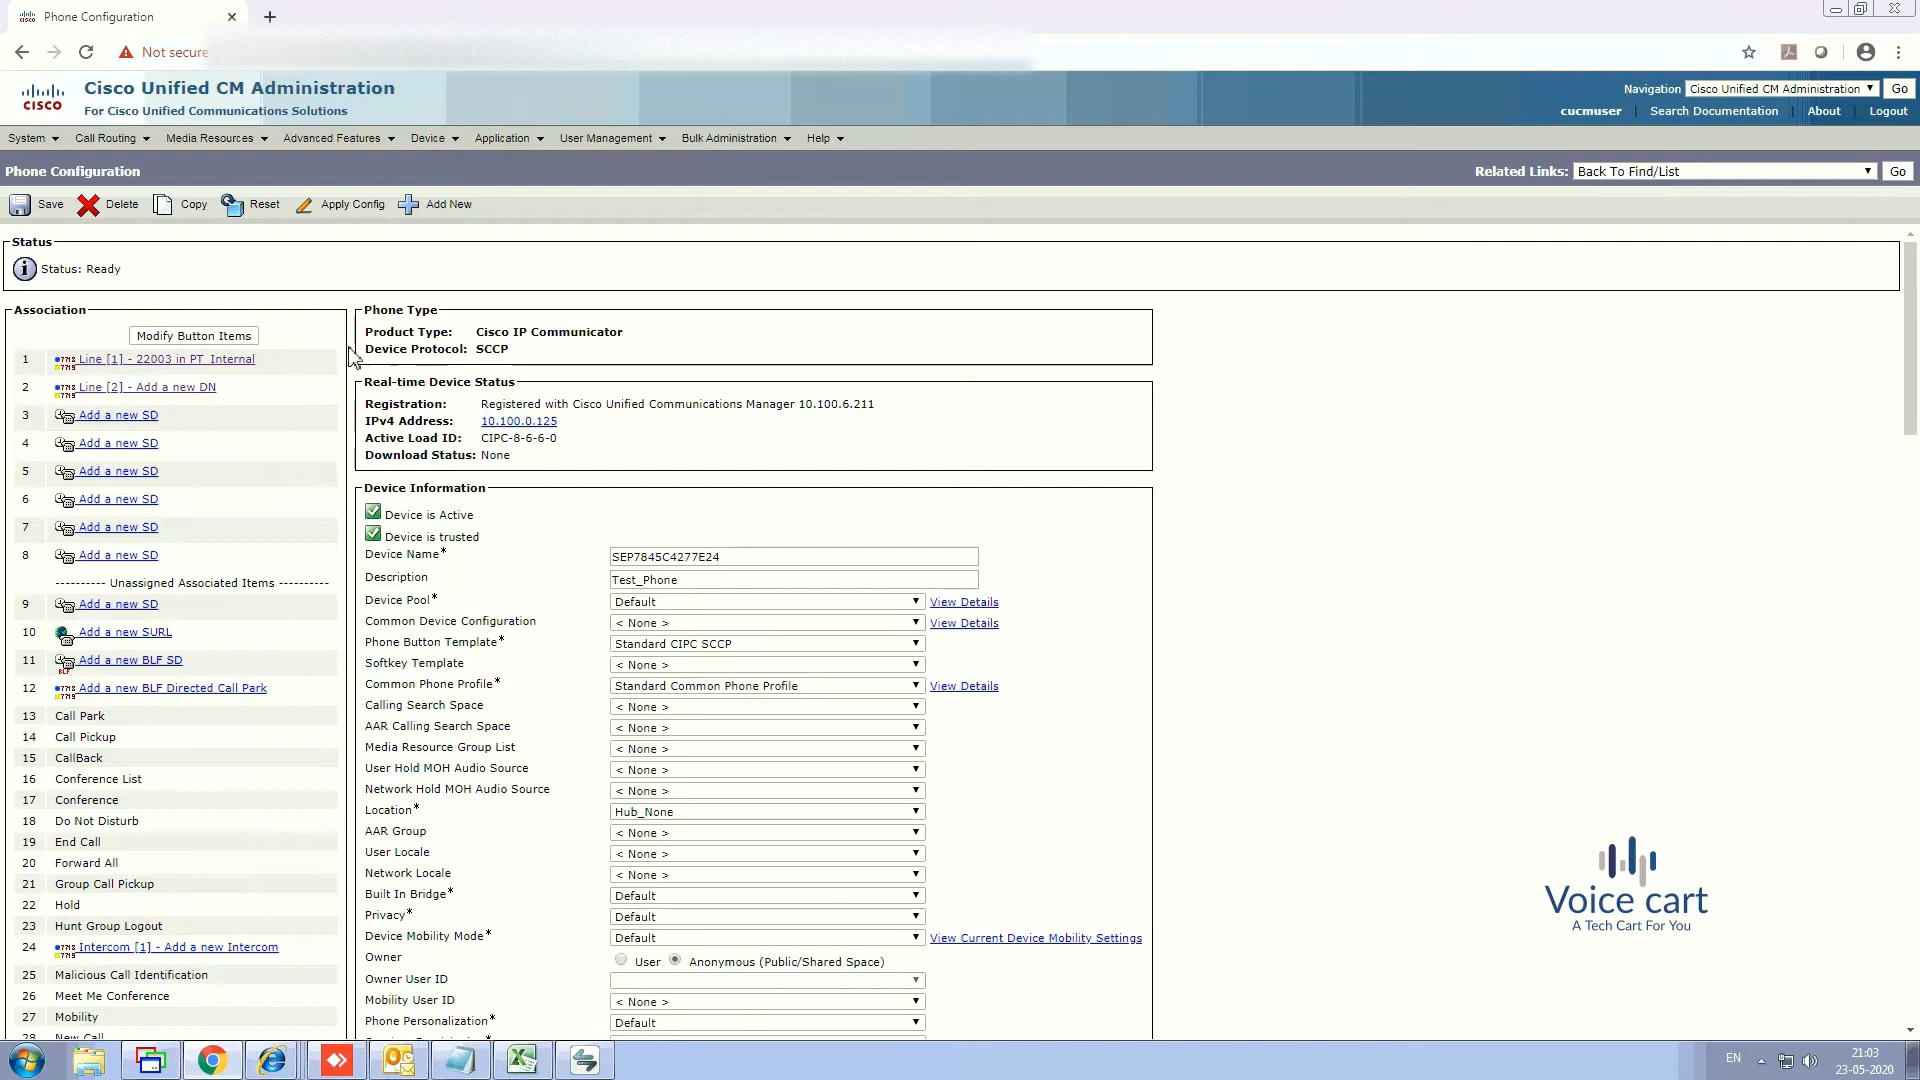 Phone Configuration
Not secure
CISCO
Cisco Unified CM Administration
For Cisco Unified Communications Solutions
Navigation Cisco Unified CM Administration Go
cucmuser Search Documentation About Logout
System Call Routing Media Resources Advanced Features Device Application User Management Bulk Administration Help
Phone Configuration
Related Links: Back To Find/List Go
Save Delete Copy Reset Apply Config Add New
Status
Status: Ready
Association
Modify Button Items
1 Line [1] - 22003 in PT_Internal
2 Line [2] - Add a new DN
3 Add a new SD
4 Add a new SD
5 Add a new SD
6 Add a new SD
7 Add a new SD
8 Add a new SD
---------- Unassigned Associated Items ----------
9 Add a new SD
10 Add a new SURL
11 Add a new BLF SD
12 Add a new BLF Directed Call Park
13 Call Park
14 Call Pickup
15 CallBack
16 Conference List
17 Conference
18 Do Not Disturb
19 End Call
20 Forward All
21 Group Call Pickup
22 Hold
23 Hunt Group Logout
24 Intercom [1] - Add a new Intercom
25 Malicious Call Identification
26 Meet Me Conference
27 Mobility
28 New Call
Phone Type
Product Type: Cisco IP Communicator
Device Protocol: SCCP
Real-time Device Status
Registration: Registered with Cisco Unified Communications Manager 10.100.6.211
IPv4 Address: 10.100.0.125
Active Load ID: CIPC-8-6-6-0
Download Status: None
Device Information
Device is Active
Device is trusted
Device Name* SEP7845C4277E24
Description Test_Phone
Device Pool* Default View Details
Common Device Configuration < None > View Details
Phone Button Template* Standard CIPC SCCP
Softkey Template < None >
Common Phone Profile* Standard Common Phone Profile View Details
Calling Search Space < None >
AAR Calling Search Space < None >
Media Resource Group List < None >
User Hold MOH Audio Source < None >
Network Hold MOH Audio Source < None >
Location* Hub_None
AAR Group < None >
User Locale < None >
Network Locale < None >
Built In Bridge* Default
Privacy* Default
Device Mobility Mode* Default View Current Device Mobility Settings
Owner User Anonymous (Public/Shared Space)
Owner User ID
Mobility User ID < None >
Phone Personalization* Default
Voice cart
A Tech Cart For You
EN
21:03
23-05-2020